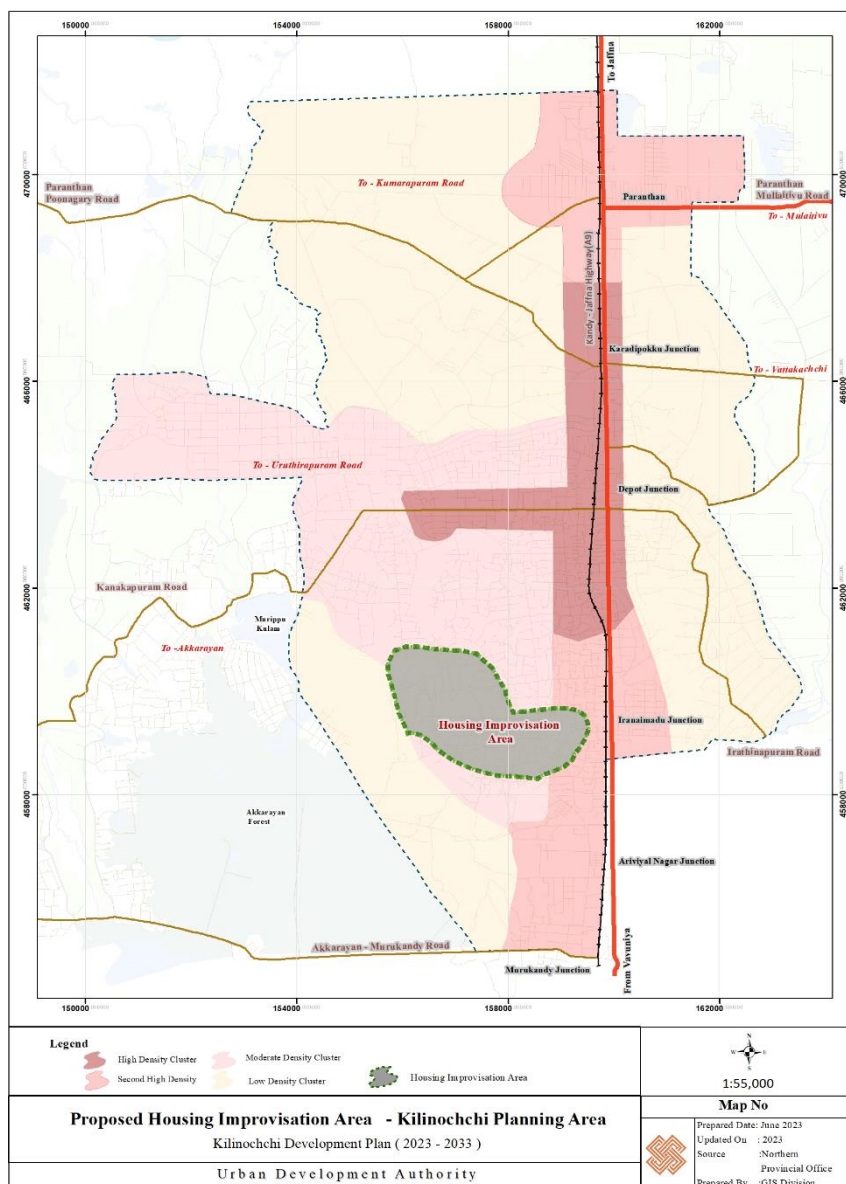 150000 154000 158000 162000
To Jaffna
470000
470000
To - Kumarapuram Road
Paranthan
Poonagary Road
Paranthan
Paranthan
Mullaitivu Road
To - Mulaitivu
Kandy - Jaffna Highway(A9)
Karadipokku Junction
To - Vattakachchi
466000
466000
To - Uruthirapuram Road
Depot Junction
Kanakapuram Road
462000
462000
Murippu
Kulam
To -Akkarayan
Housing Improvisation
Area
Iranaimadu Junction
Irathinapuram Road
458000
458000
Akkarayan
Forest
Ariviyal Nagar Junction
Akkarayan - Murukandy Road
Murukandy Junction
From Vavuniya
150000 154000 158000 162000
Legend
High Density Cluster
Moderate Density Cluster
Second High Density
Low Density Cluster
Housing Improvisation Area
N
W
E
S
1:55,000
Proposed Housing Improvisation Area - Kilinochchi Planning Area
Kilinochchi Development Plan ( 2023 - 2033 )
Urban Development Authority
Map No
Prepared Date: June 2023
Updated On : 2023
Source :Northern
Provincial Office
Prepared By :GIS Division